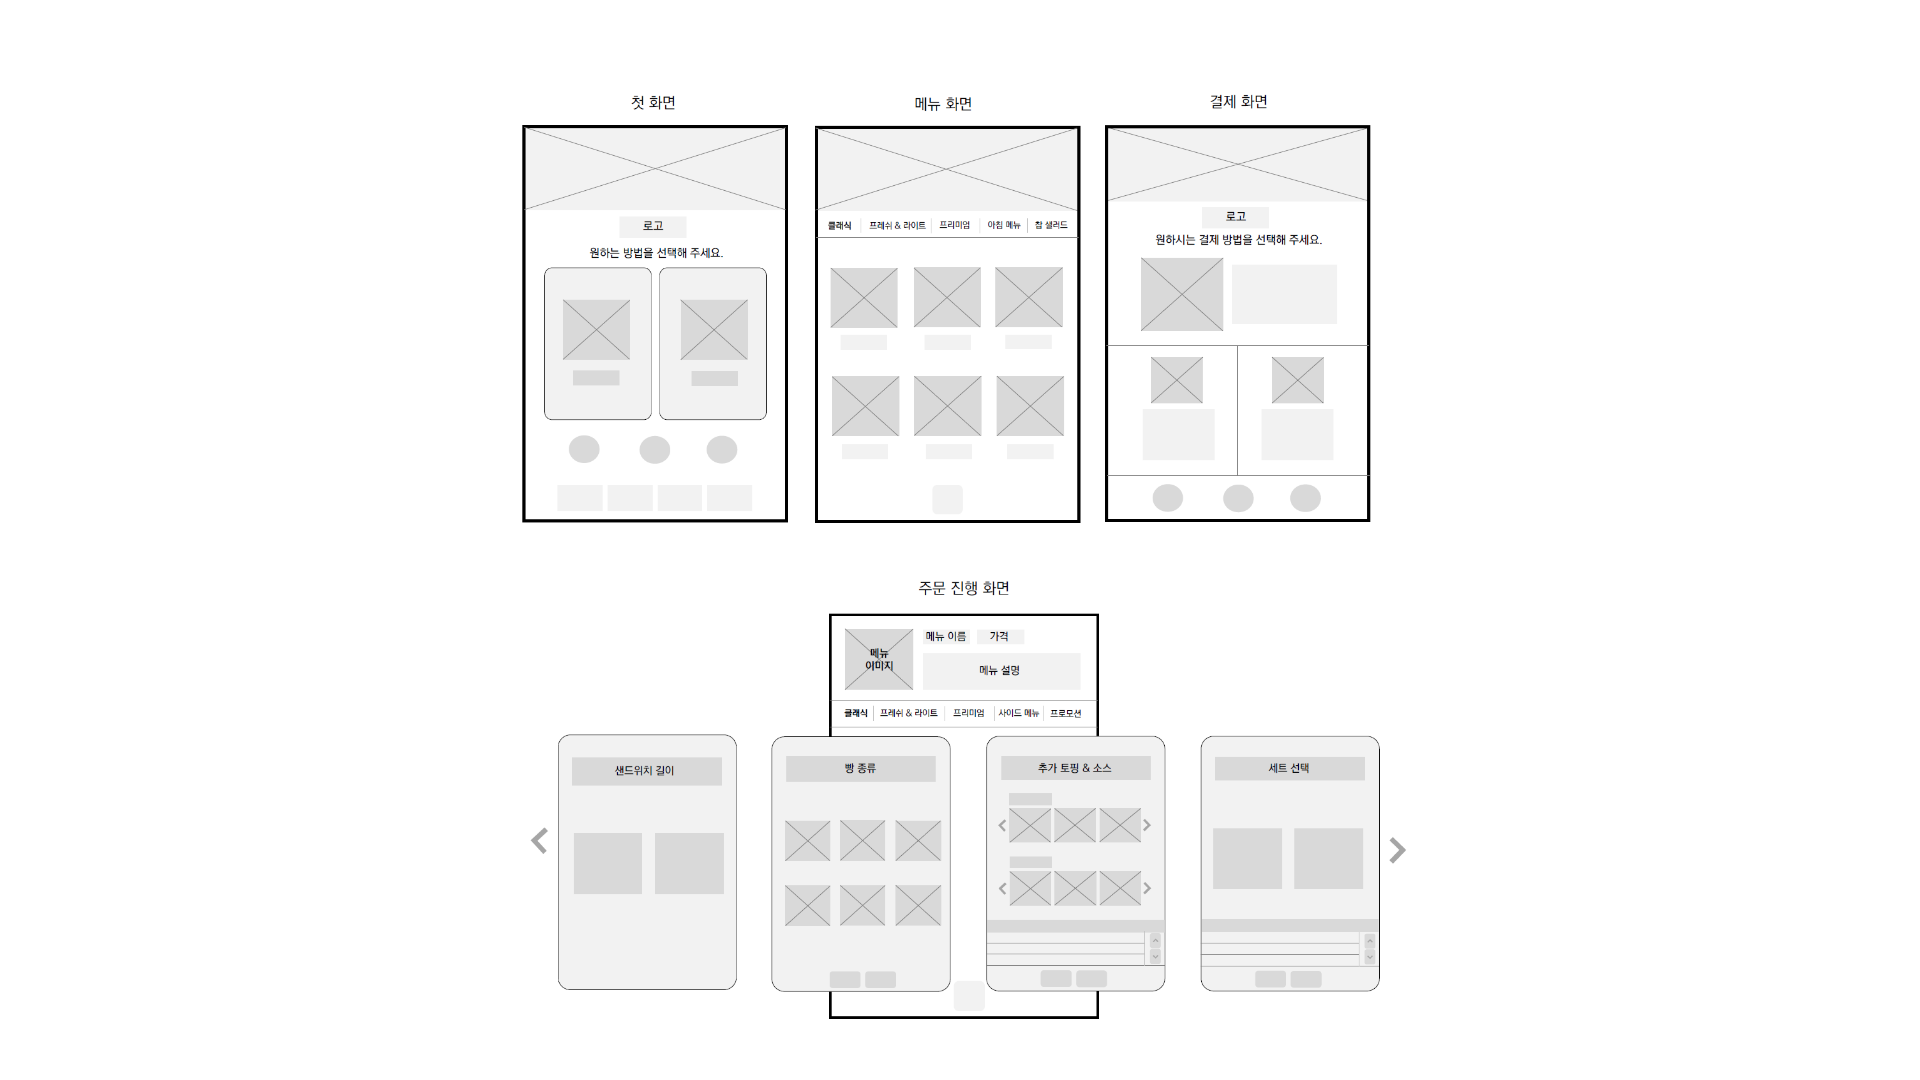 첫 화면
메뉴 화면
결제 화면
로고
원하는 방법을 선택해 주세요.
클래식 프레쉬 & 라이트 프리미엄 아침 메뉴 찹 샐러드
로고
원하시는 결제 방법을 선택해 주세요.
주문 진행 화면
메뉴
이미지
메뉴 이름 가격
메뉴 설명
클래식 프레쉬 & 라이트 프리미엄 사이드 메뉴 프로모션
샌드위치 길이
빵 종류
추가 토핑 & 소스
세트 선택